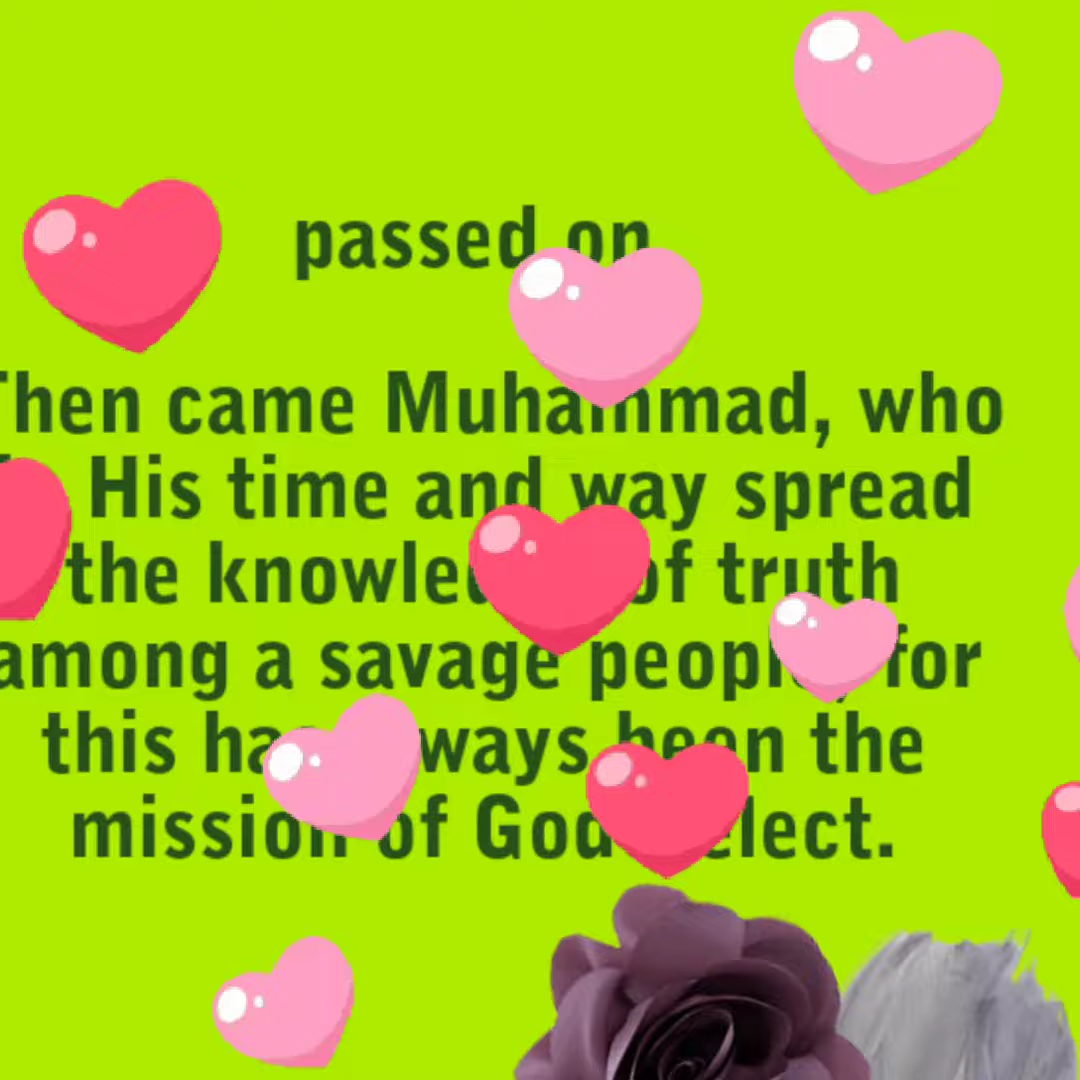 passed on
Then came Muhammad, who
His time and way spread
the knowledge of truth
among a savage people, for
this has always been the
mission of God's elect.